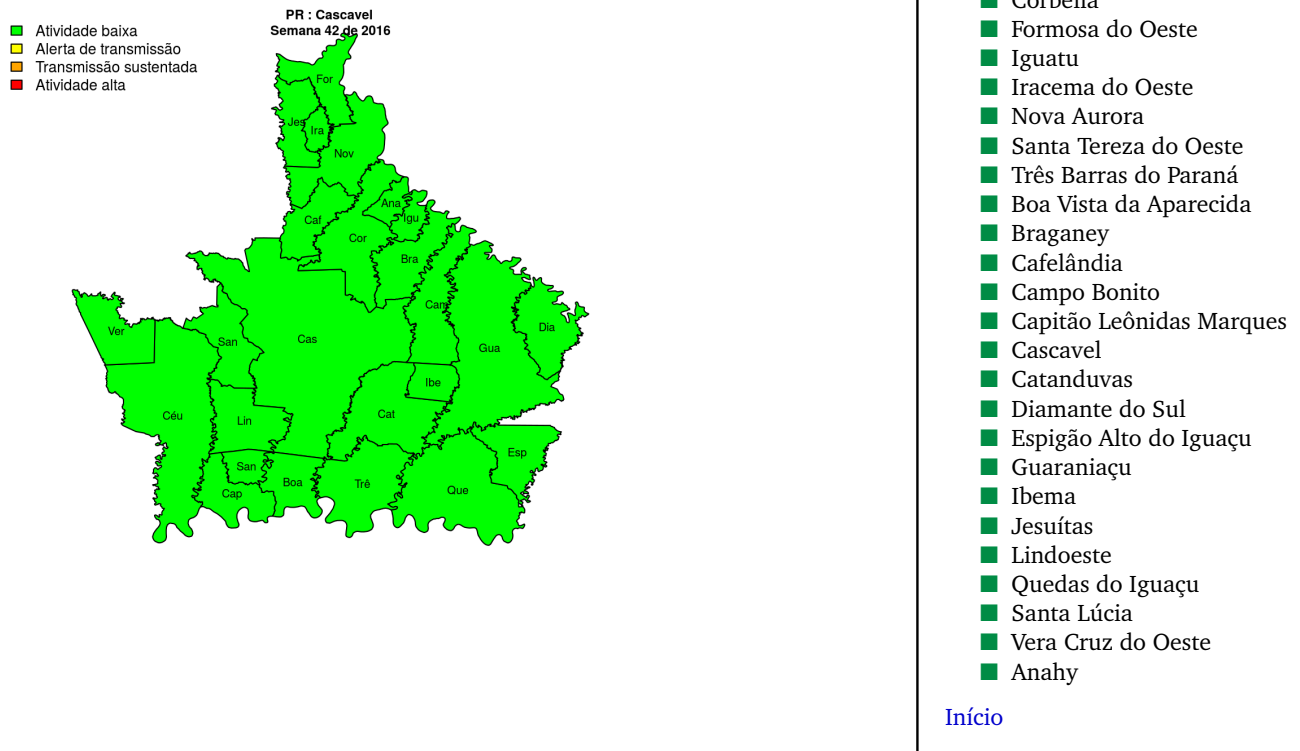 PR : Cascavel
Semana 42 de 2016
Atividade baixa
Alerta de transmissão
Transmissão sustentada
Atividade alta
For
Jes
Ira
Nov
Ana
Igu
Caf
Cor
Bra
Cam
Ver
San
Cas
Gua
Dia
Ibe
Céu
Lin
Cat
San
Cap
Boa
Trê
Que
Esp
Corbélia
Formosa do Oeste
Iguatu
Iracema do Oeste
Nova Aurora
Santa Tereza do Oeste
Três Barras do Paraná
Boa Vista da Aparecida
Braganey
Cafelândia
Campo Bonito
Capitão Leônidas Marques
Cascavel
Catanduvas
Diamante do Sul
Espigão Alto do Iguaçu
Guaraniaçu
Ibema
Jesuítas
Lindoeste
Quedas do Iguaçu
Santa Lúcia
Vera Cruz do Oeste
Anahy
Início